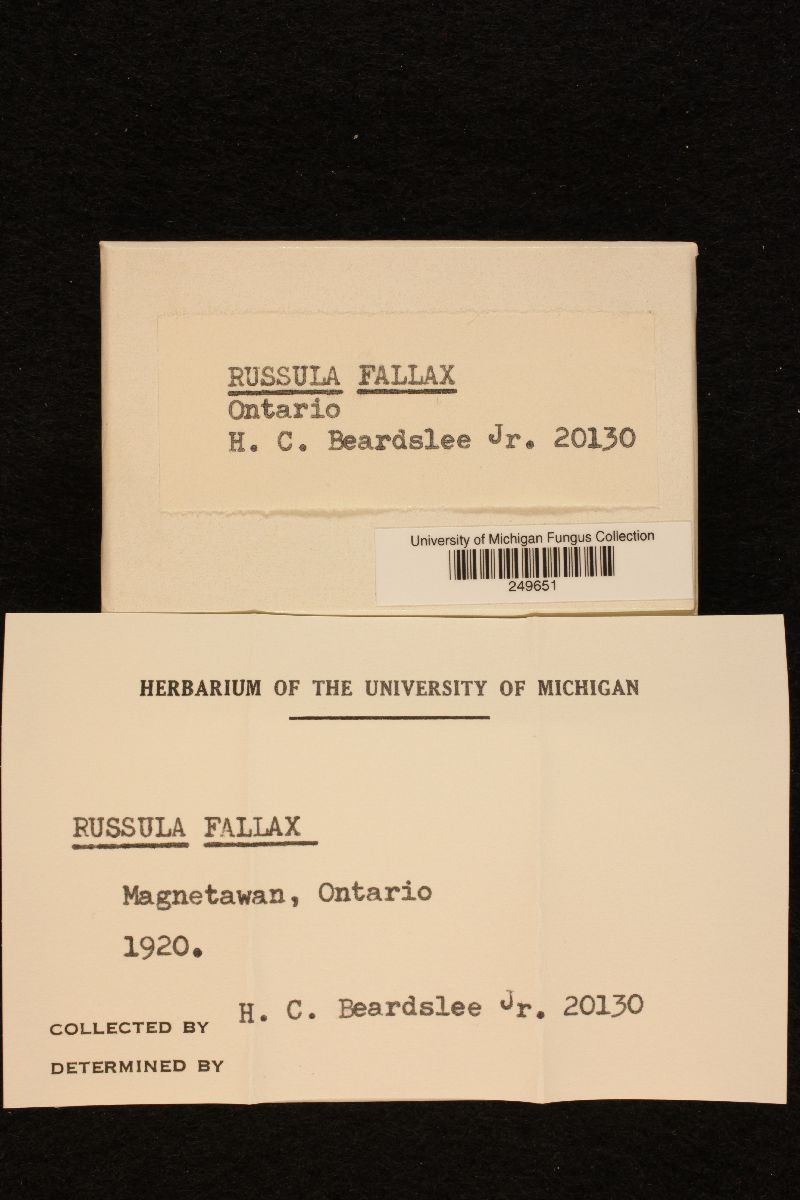 RUSSULA FALLAX
Ontario
H. C. Beardslee Jr. 20130
University of Michigan Fungus Collection
249651
HERBARIUM OF THE UNIVERSITY OF MICHIGAN
RUSSULA FALLAX
Magnetawan, Ontario
1920.
COLLECTED BY H. C. Beardslee Jr. 20130
DETERMINED BY